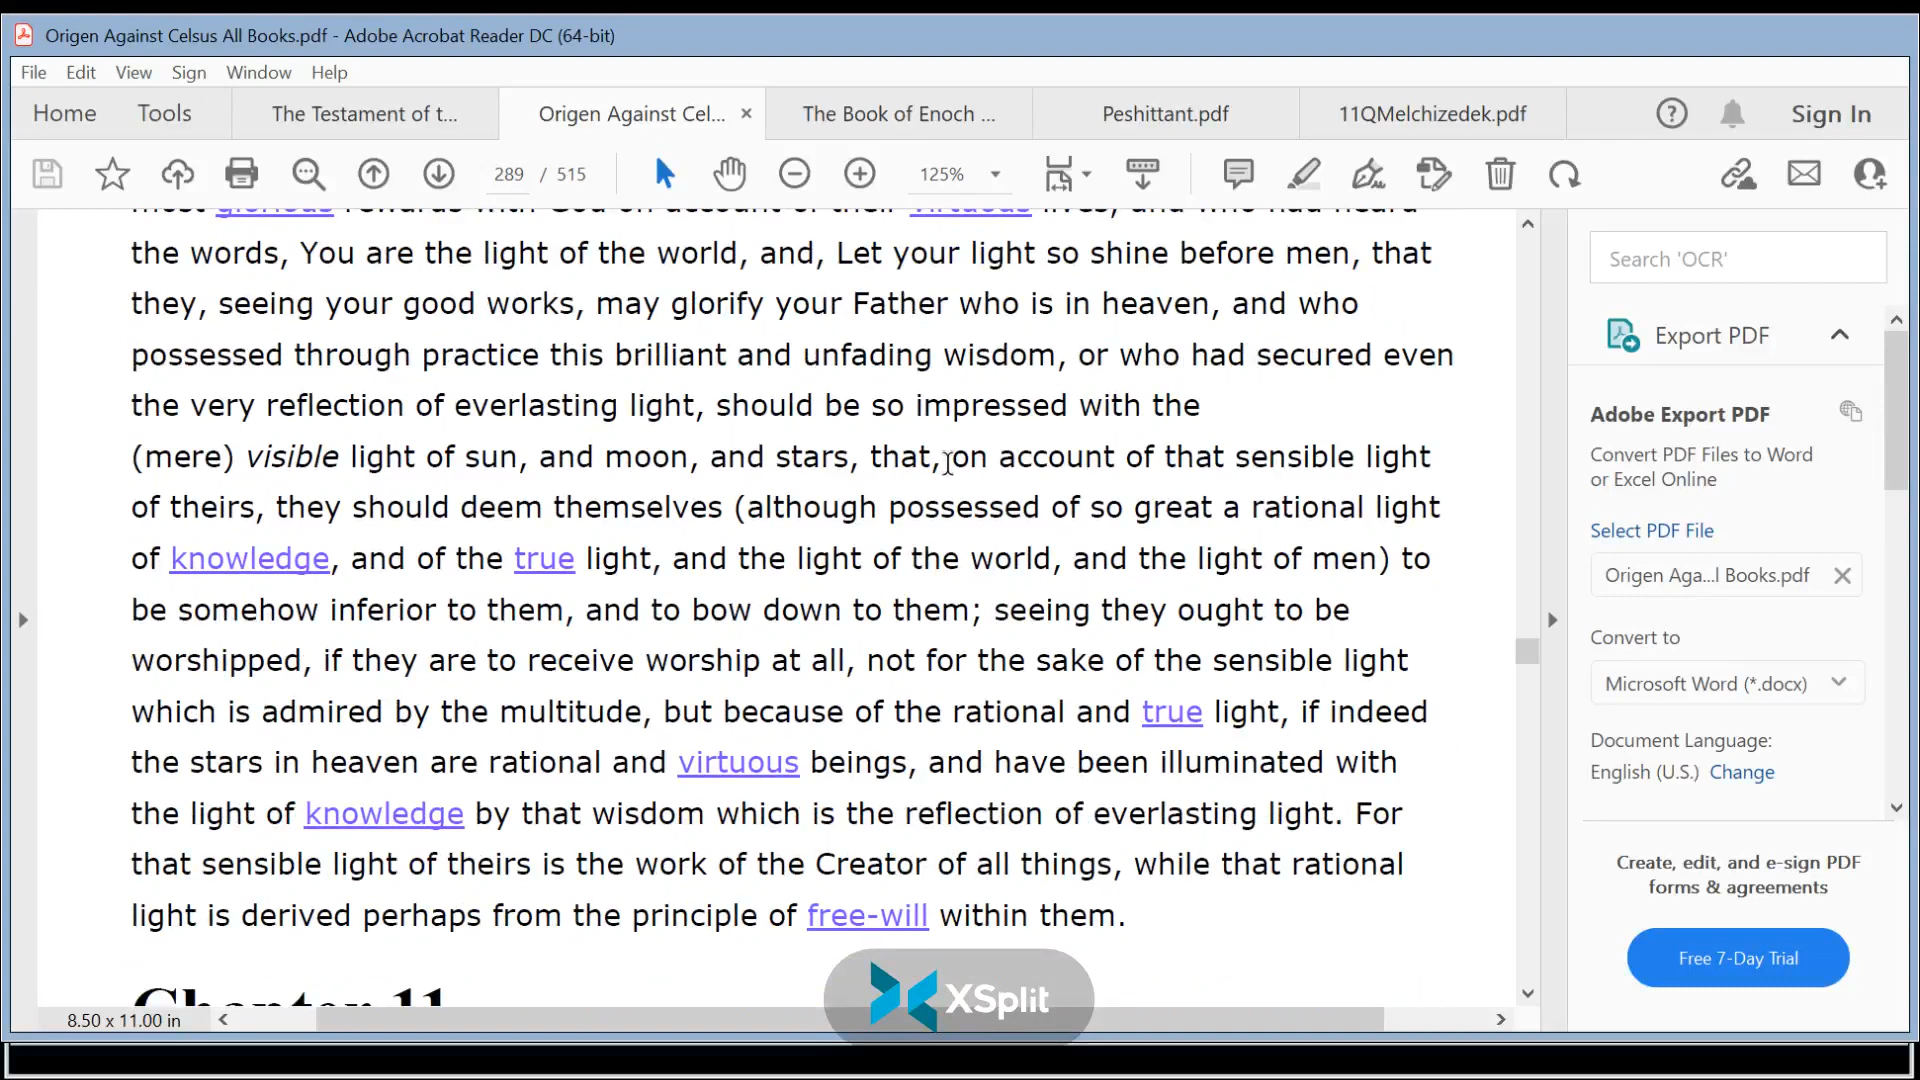 Origen Against Celsus All Books.pdf - Adobe Acrobat Reader DC (64-bit)
File Edit View Sign Window Help
Home Tools The Testament of t... Origen Against Cel... × The Book of Enoch ... Peshittant.pdf 11QMelchizedek.pdf Sign In
289 / 515 125%
most glorious rewards with God on account of their virtuous lives, and who had heard
the words, You are the light of the world, and, Let your light so shine before men, that
they, seeing your good works, may glorify your Father who is in heaven, and who
possessed through practice this brilliant and unfading wisdom, or who had secured even
the very reflection of everlasting light, should be so impressed with the
(mere) visible light of sun, and moon, and stars, that, on account of that sensible light
of theirs, they should deem themselves (although possessed of so great a rational light
of knowledge, and of the true light, and the light of the world, and the light of men) to
be somehow inferior to them, and to bow down to them; seeing they ought to be
worshipped, if they are to receive worship at all, not for the sake of the sensible light
which is admired by the multitude, but because of the rational and true light, if indeed
the stars in heaven are rational and virtuous beings, and have been illuminated with
the light of knowledge by that wisdom which is the reflection of everlasting light. For
that sensible light of theirs is the work of the Creator of all things, while that rational
light is derived perhaps from the principle of free-will within them.
Chapter 11
8.50 x 11.00 in
XSplit
Search 'OCR'
Export PDF
Adobe Export PDF
Convert PDF Files to Word
or Excel Online
Select PDF File
Origen Aga...l Books.pdf
Convert to
Microsoft Word (*.docx)
Document Language:
English (U.S.) Change
Create, edit, and e-sign PDF
forms & agreements
Free 7-Day Trial